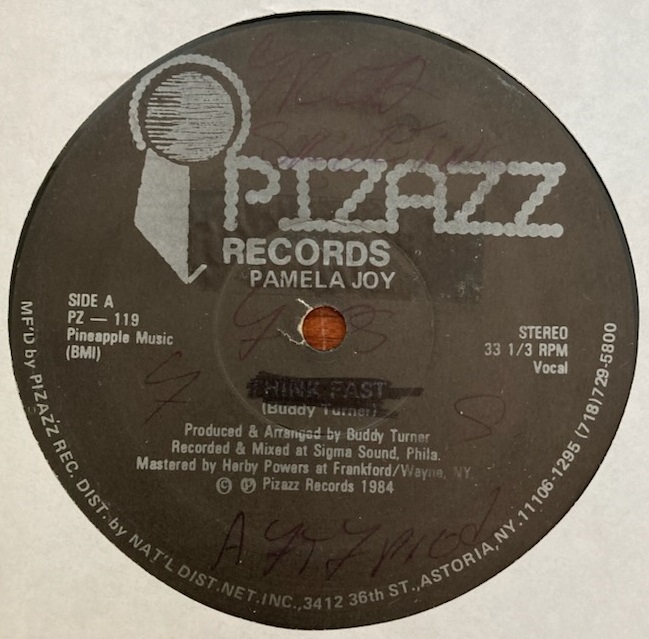 PIZAZZ
RECORDS
PAMELA JOY
SIDE A
PZ — 119
Pineapple Music
(BMI)
STEREO
33 1/3 RPM
Vocal
THINK FAST
(Buddy Turner)
Produced & Arranged by Buddy Turner
Recorded & Mixed at Sigma Sound, Phila.
Mastered by Herby Powers at Frankford/Wayne, NY.
© ℗ Pizazz Records 1984
MF'D by PIZAZZ REC. DIST. by NAT'L DIST.NET.INC.,3412 36th ST.,ASTORIA,NY.11106-1295 (718)729-5800